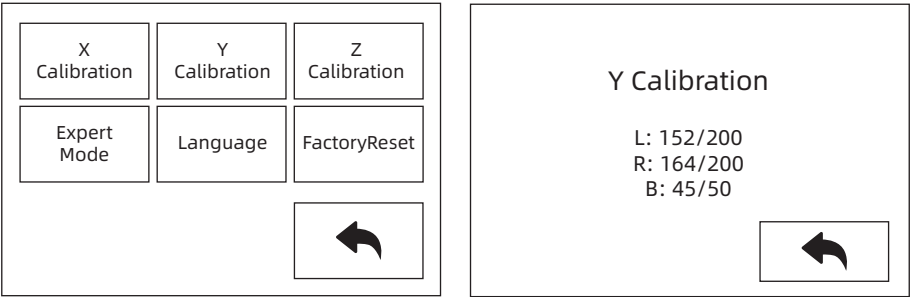 X
Calibration
Y
Calibration
Z
Calibration
Expert
Mode
Language
FactoryReset
Y Calibration
L: 152/200
R: 164/200
B: 45/50